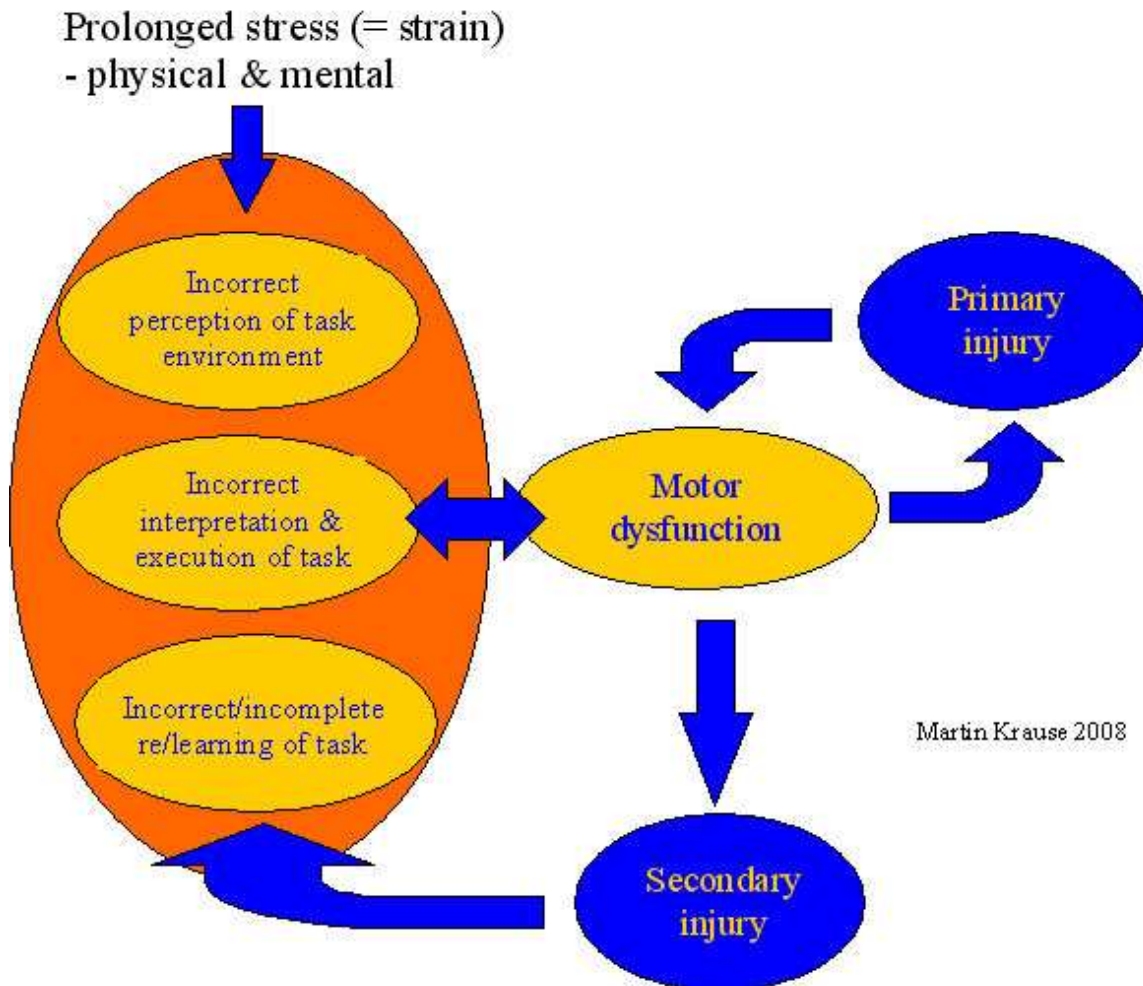 Prolonged stress (= strain)
- physical & mental
Incorrect
perception of task
environment
Incorrect
interpretation &
execution of task
Incorrect/incomplete
re/learning of task
Motor
dysfunction
Primary
injury
Secondary
injury
Martin Krause 2008